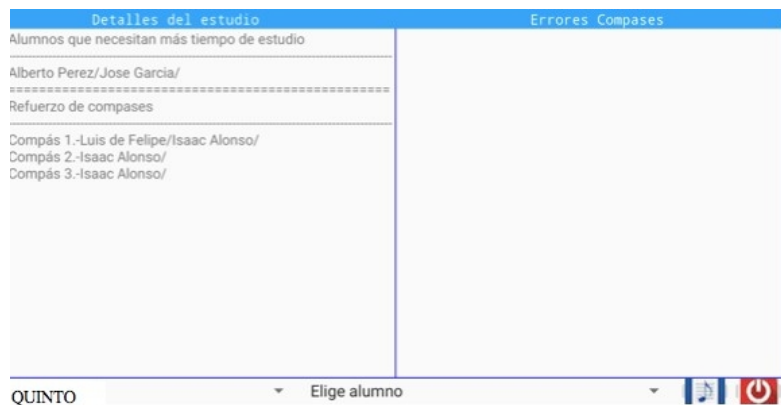 Detalles del estudio
Errores Compases
Alumnos que necesitan más tiempo de estudio
Alberto Perez/Jose Garcia/
Refuerzo de compases
Compás 1.-Luis de Felipe/Isaac Alonso/
Compás 2.-Isaac Alonso/
Compás 3.-Isaac Alonso/
QUINTO
Elige alumno